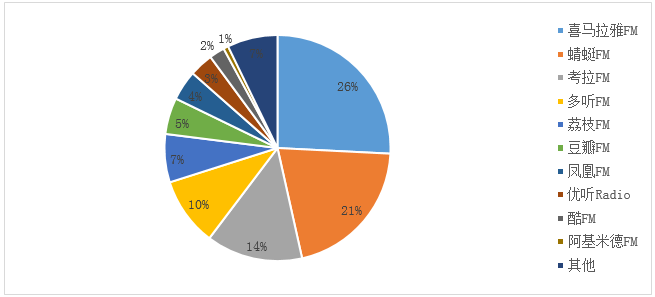 26%
21%
14%
10%
7%
5%
4%
3%
2%
1%
喜马拉雅FM
蜻蜓FM
考拉FM
多听FM
荔枝FM
豆瓣FM
凤凰FM
优听Radio
酷FM
阿基米德FM
其他